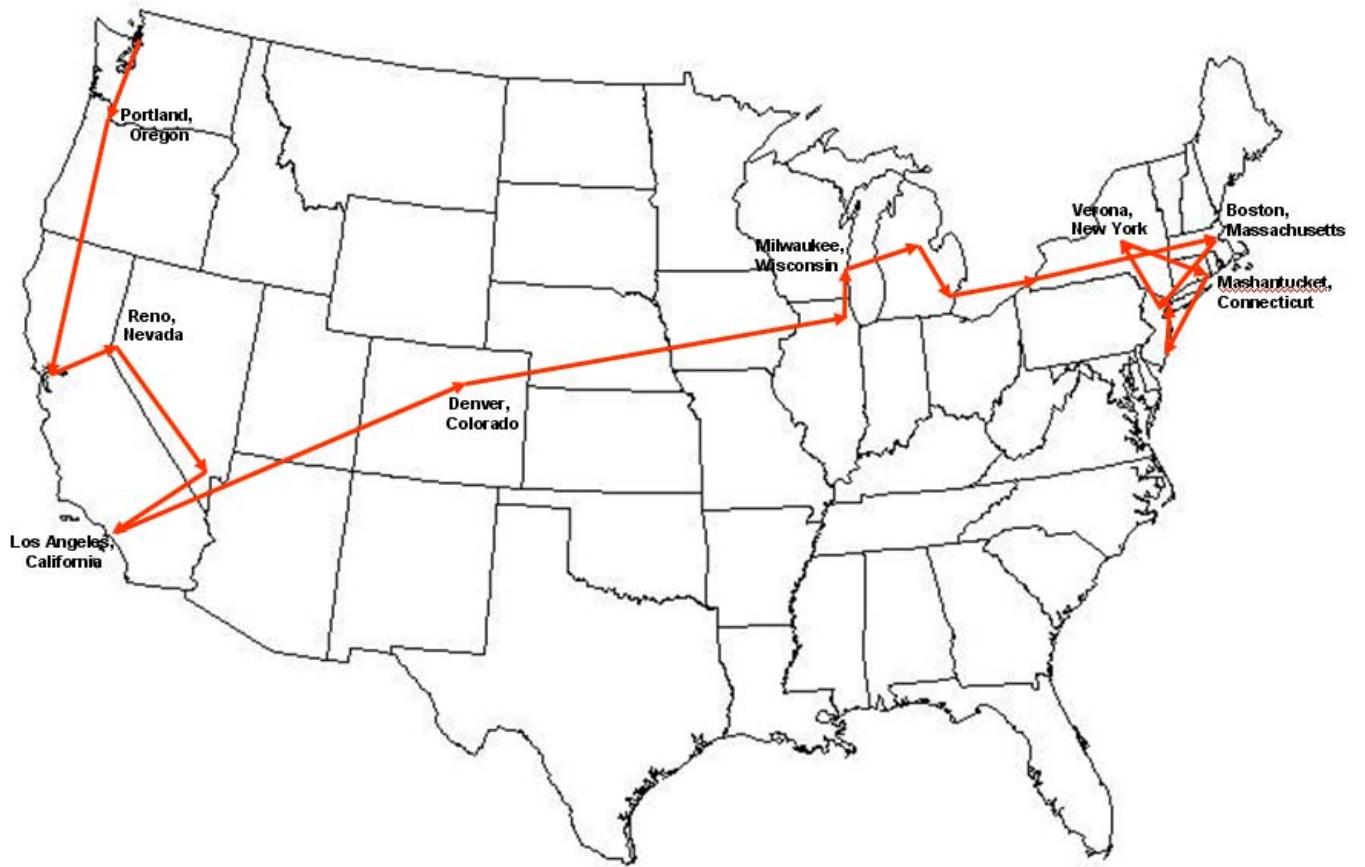 Portland,
Oregon
Verona,
New York
Boston,
Massachusetts
Milwaukee,
Wisconsin
Mashantucket,
Connecticut
Reno,
Nevada
Denver,
Colorado
Los Angeles,
California